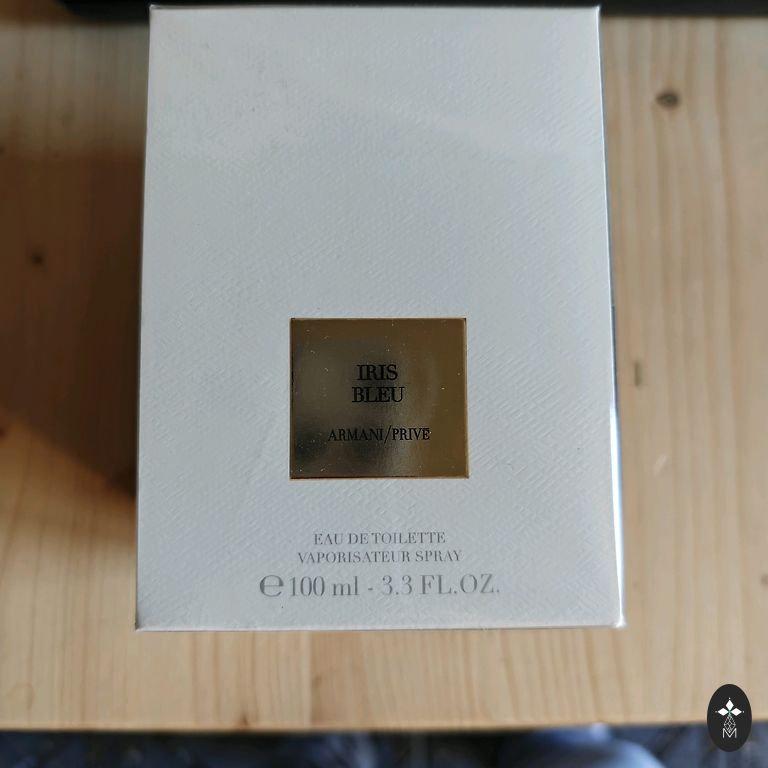 IRIS
BLEU
ARMANI/PRIVE
EAU DE TOILETTE
VAPORISATEUR SPRAY
℮ 100 ml - 3.3 FL.OZ.
M